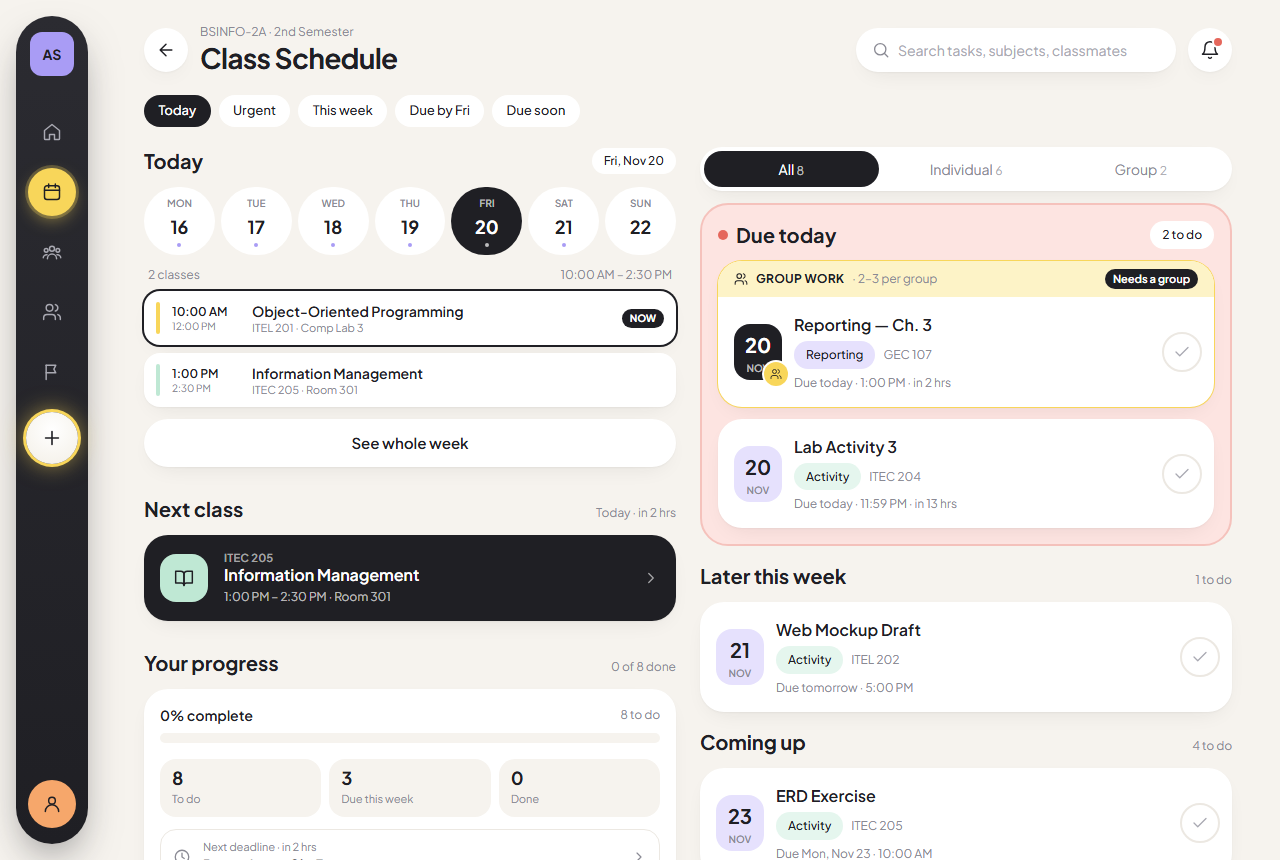 AS
BSINFO-2A · 2nd Semester
Class Schedule
Search tasks, subjects, classmates
Today
Urgent
This week
Due by Fri
Due soon
Today
Fri, Nov 20
MON
16
TUE
17
WED
18
THU
19
FRI
20
SAT
21
SUN
22
2 classes
10:00 AM – 2:30 PM
10:00 AM
12:00 PM
Object-Oriented Programming
ITEL 201 · Comp Lab 3
NOW
1:00 PM
2:30 PM
Information Management
ITEC 205 · Room 301
See whole week
Next class
Today · in 2 hrs
ITEC 205
Information Management
1:00 PM – 2:30 PM · Room 301
Your progress
0 of 8 done
0% complete
8 to do
8
To do
3
Due this week
0
Done
Next deadline · in 2 hrs
All 8
Individual 6
Group 2
Due today
2 to do
GROUP WORK · 2–3 per group
Needs a group
20
Reporting — Ch. 3
Reporting
GEC 107
Due today · 1:00 PM · in 2 hrs
20
NOV
Lab Activity 3
Activity
ITEC 204
Due today · 11:59 PM · in 13 hrs
Later this week
1 to do
21
NOV
Web Mockup Draft
Activity
ITEL 202
Due tomorrow · 5:00 PM
Coming up
4 to do
23
NOV
ERD Exercise
Activity
ITEC 205
Due Mon, Nov 23 · 10:00 AM